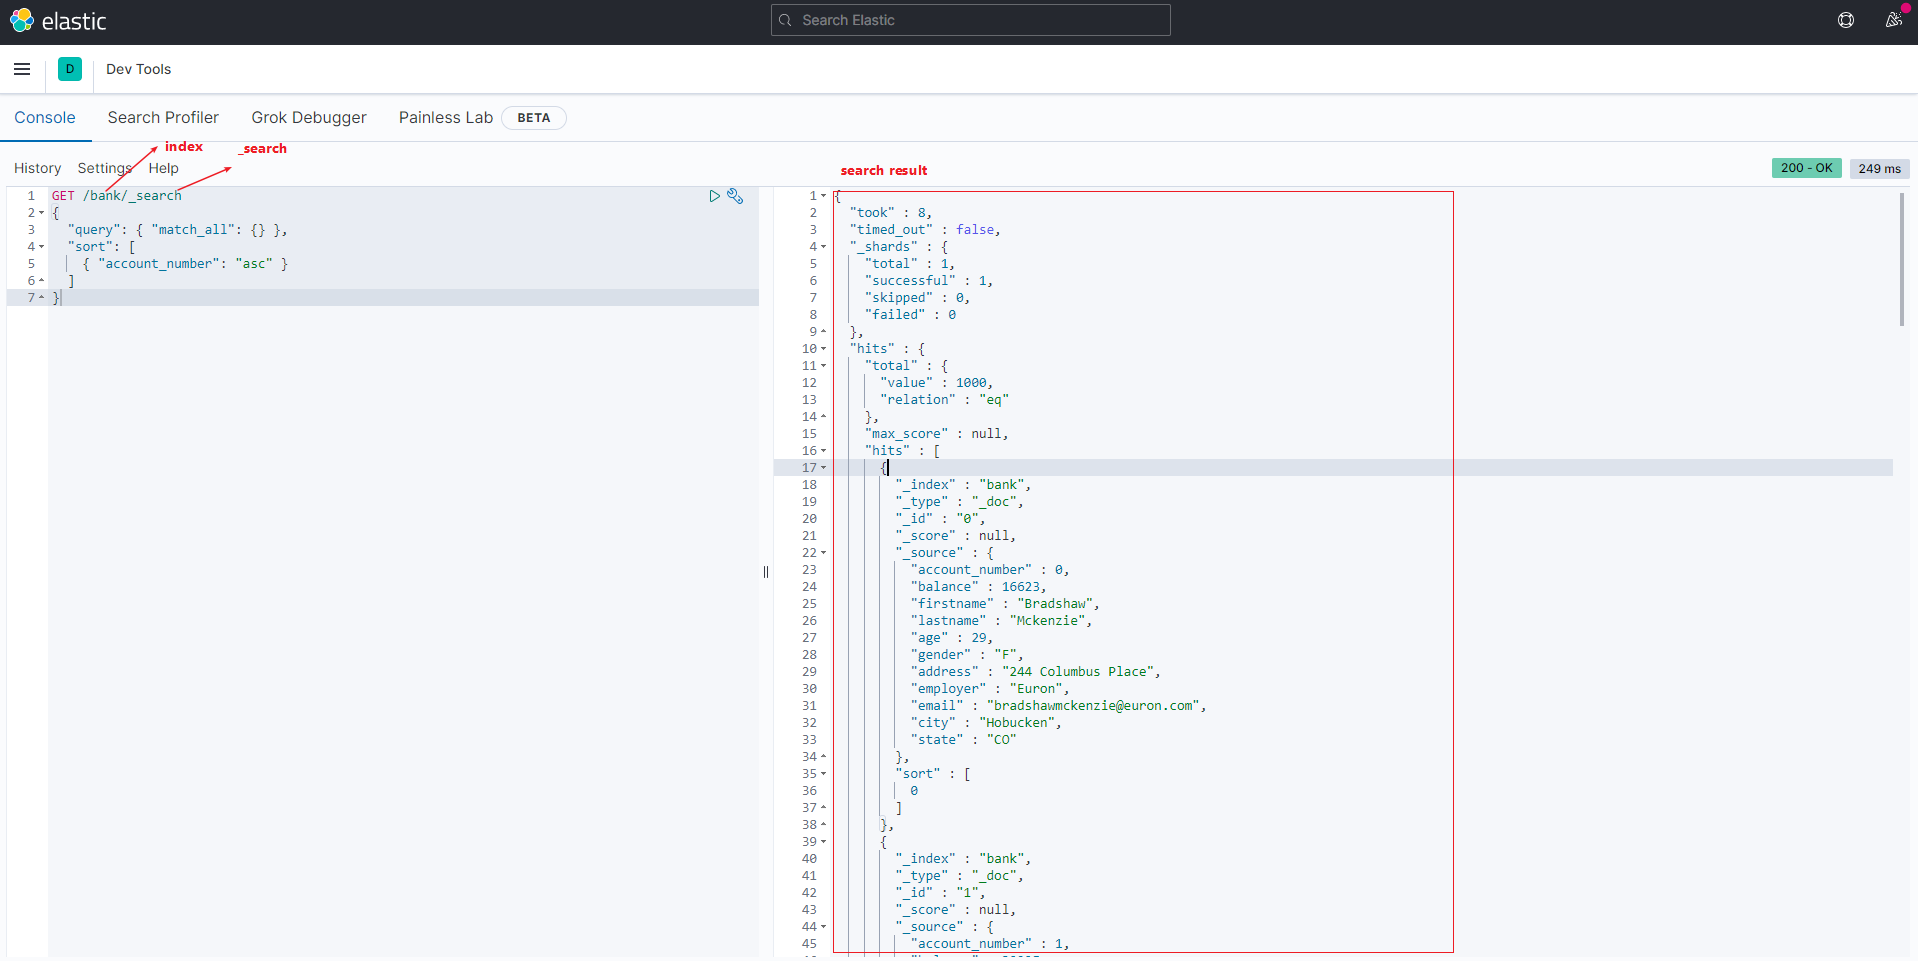 elastic
Search Elastic
D
Dev Tools
Console
Search Profiler
Grok Debugger
Painless Lab
BETA
index
_search
History
Settings
Help
search result
200 - OK
249 ms
1 GET /bank/_search
2 {
3 "query": { "match_all": {} },
4 "sort": [
5 { "account_number": "asc" }
6 ]
7 }
1 {
2 "took" : 8,
3 "timed_out" : false,
4 "_shards" : {
5 "total" : 1,
6 "successful" : 1,
7 "skipped" : 0,
8 "failed" : 0
9 },
10 "hits" : {
11 "total" : {
12 "value" : 1000,
13 "relation" : "eq"
14 },
15 "max_score" : null,
16 "hits" : [
17 {
18 "_index" : "bank",
19 "_type" : "_doc",
20 "_id" : "0",
21 "_score" : null,
22 "_source" : {
23 "account_number" : 0,
24 "balance" : 16623,
25 "firstname" : "Bradshaw",
26 "lastname" : "Mckenzie",
27 "age" : 29,
28 "gender" : "F",
29 "address" : "244 Columbus Place",
30 "employer" : "Euron",
31 "email" : "bradshawmckenzie@euron.com",
32 "city" : "Hobucken",
33 "state" : "CO"
34 },
35 "sort" : [
36 0
37 ]
38 },
39 {
40 "_index" : "bank",
41 "_type" : "_doc",
42 "_id" : "1",
43 "_score" : null,
44 "_source" : {
45 "account_number" : 1,